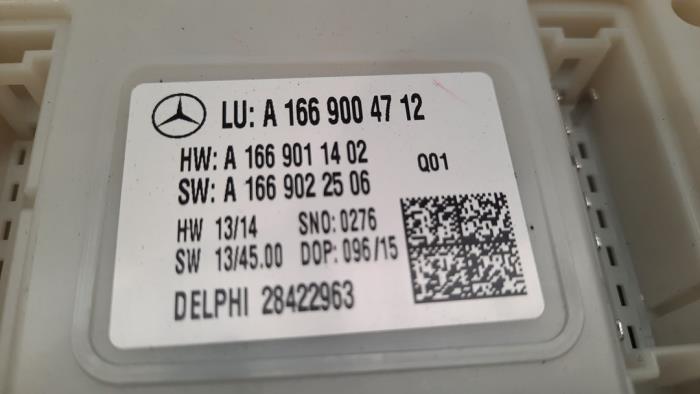 LU: A 166 900 47 12
HW: A 166 901 14 02 Q01
SW: A 166 902 25 06
HW 13/14 SNO: 0276
SW 13/45.00 DOP: 096/15
DELPHI 28422963